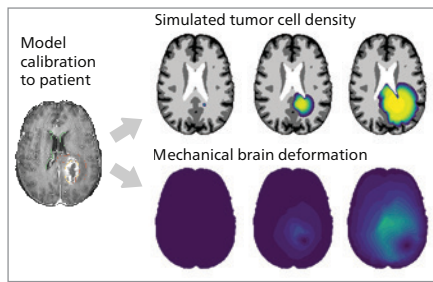 Simulated tumor cell density
Model
calibration
to patient
Mechanical brain deformation